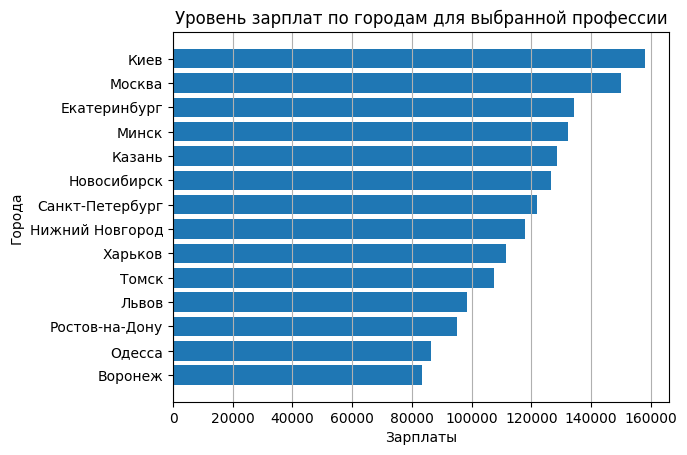 Уровень зарплат по городам для выбранной профессии
Города
Киев
Москва
Екатеринбург
Минск
Казань
Новосибирск
Санкт-Петербург
Нижний Новгород
Харьков
Томск
Львов
Ростов-на-Дону
Одесса
Воронеж
0 20000 40000 60000 80000 100000 120000 140000 160000
Зарплаты